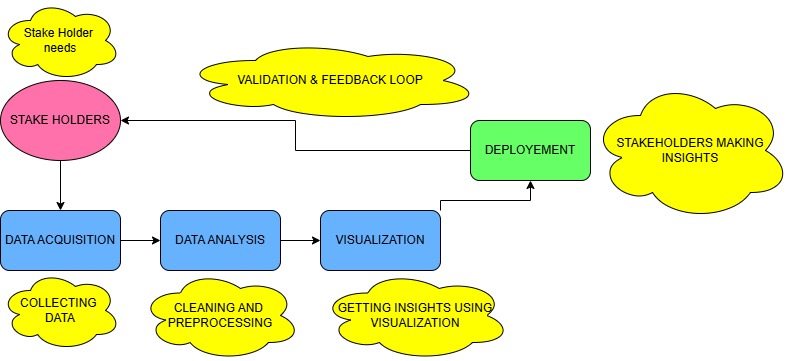 Stake Holder
needs
VALIDATION & FEEDBACK LOOP
STAKE HOLDERS
DEPLOYEMENT
STAKEHOLDERS MAKING
INSIGHTS
DATA ACQUISITION
DATA ANALYSIS
VISUALIZATION
COLLECTING
DATA
CLEANING AND
PREPROCESSING
GETTING INSIGHTS USING
VISUALIZATION